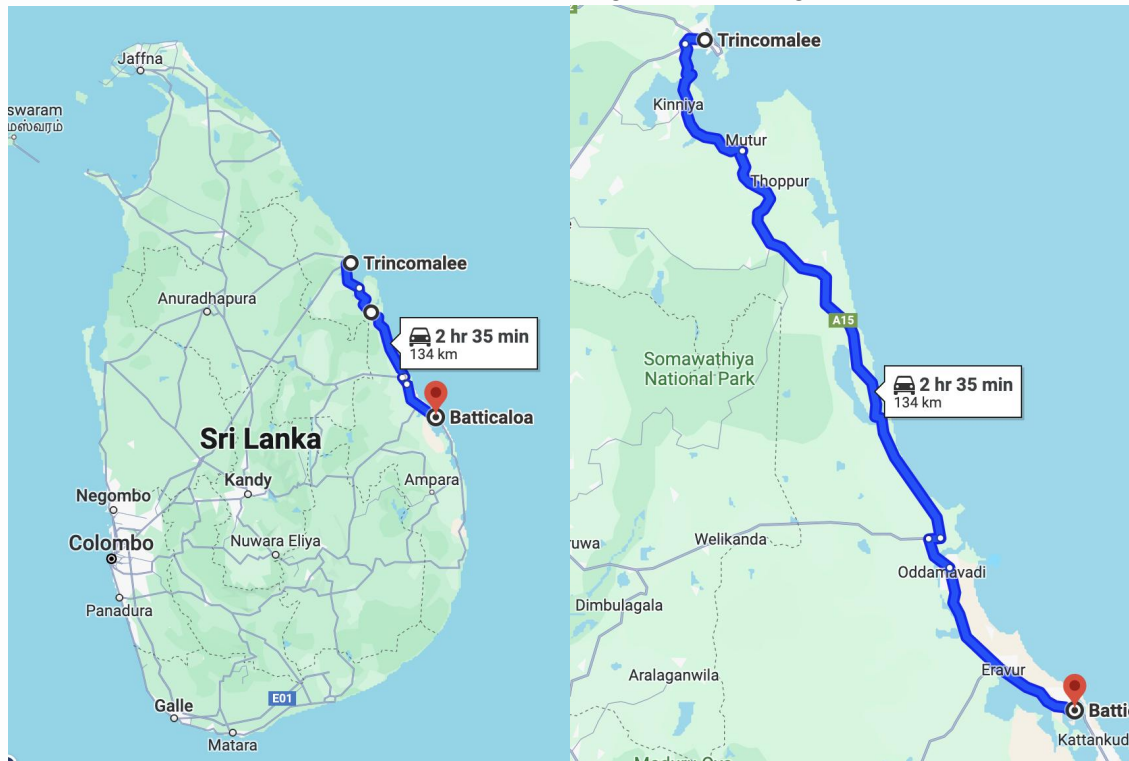 Jaffna
swaram
மஸ்வரம்
Trincomalee
Anuradhapura
2 hr 35 min
134 km
Batticaloa
Sri Lanka
Kandy
Ampara
Negombo
Colombo
Nuwara Eliya
Panadura
E01
Galle
Matara
Trincomalee
Kinniya
Mutur
Thoppur
A15
Somawathiya
National Park
2 hr 35 min
134 km
ruwa
Welikanda
Oddamavadi
Dimbulagala
Aralaganwila
Eravur
Batti
Kattankud